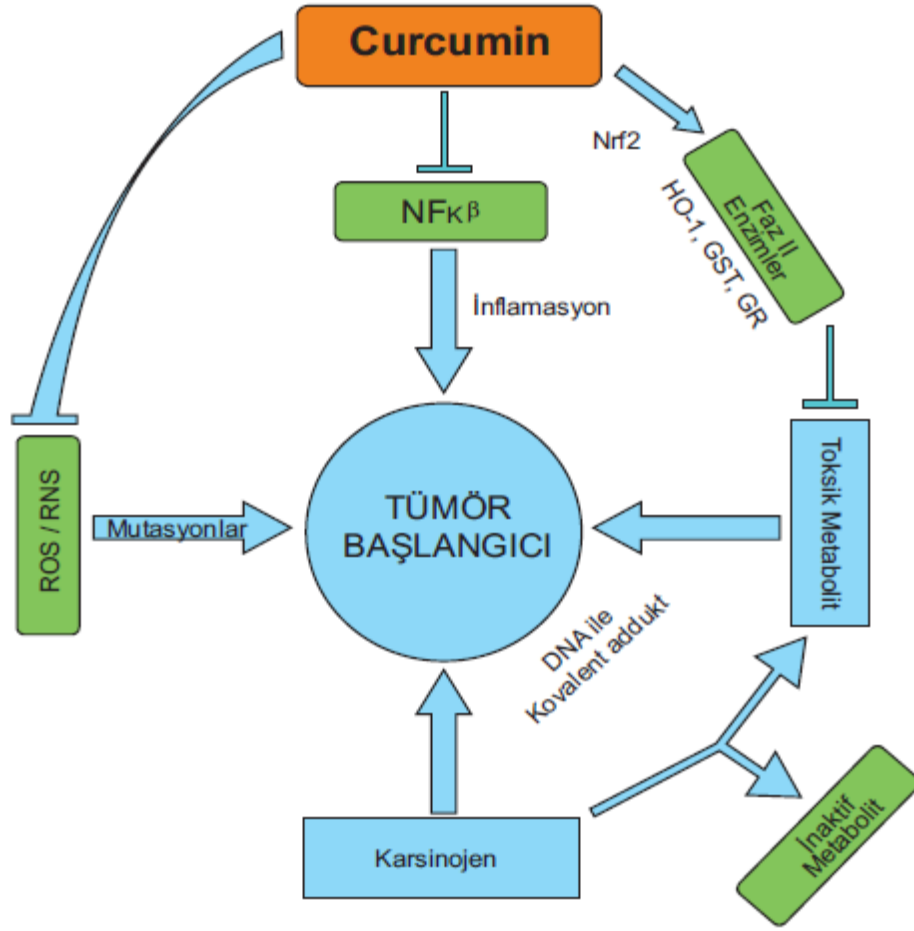 Curcumin
Nrf2
NFκβ
Faz II
Enzimler
HO-1, GST, GR
İnflamasyon
ROS / RNS
Mutasyonlar
TÜMÖR
BAŞLANGICI
Toksik Metabolit
DNA ile
Kovalent addukt
Karsinojen
İnaktif
Metabolit